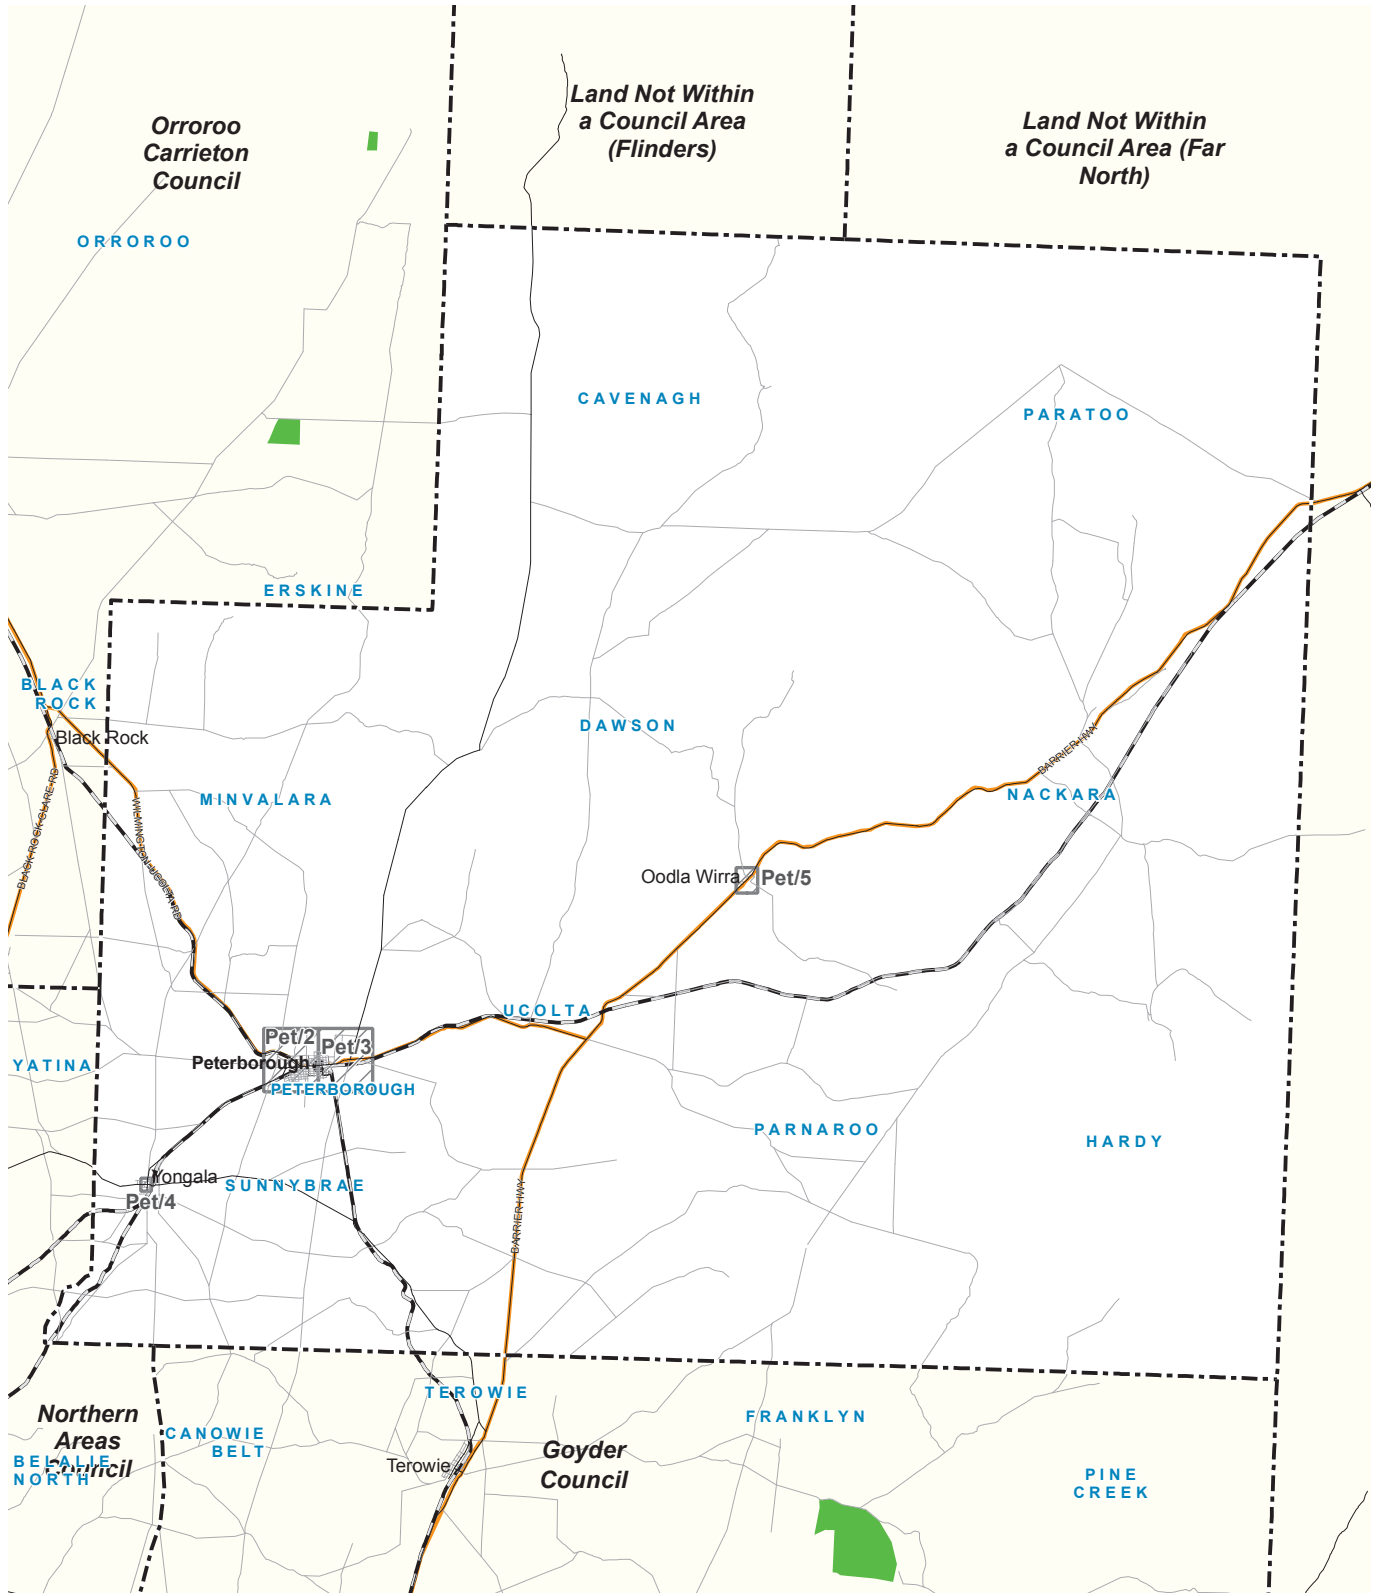 Land Not Within
a Council Area
(Flinders)
Land Not Within
a Council Area (Far
North)
Orroroo
Carrieton
Council
ORROROO
CAVENAGH
PARATOO
ERSKINE
BLACK
ROCK
Black Rock
DAWSON
BARRIER HWY
NACKARA
MINVALARA
BLACK ROCK-CLARE RD
WILMINGTON-UCOLTA RD
Oodla Wirra
Pet/5
UCOLTA
Pet/2
Pet/3
Peterborough
YATINA
PETERBOROUGH
PARNAROO
HARDY
Yongala
SUNNYBRAE
Pet/4
BARRIER HWY
TEROWIE
Northern
Areas
Council
CANOWIE
BELT
BELALIE
NORTH
Terowie
Goyder
Council
FRANKLYN
PINE
CREEK